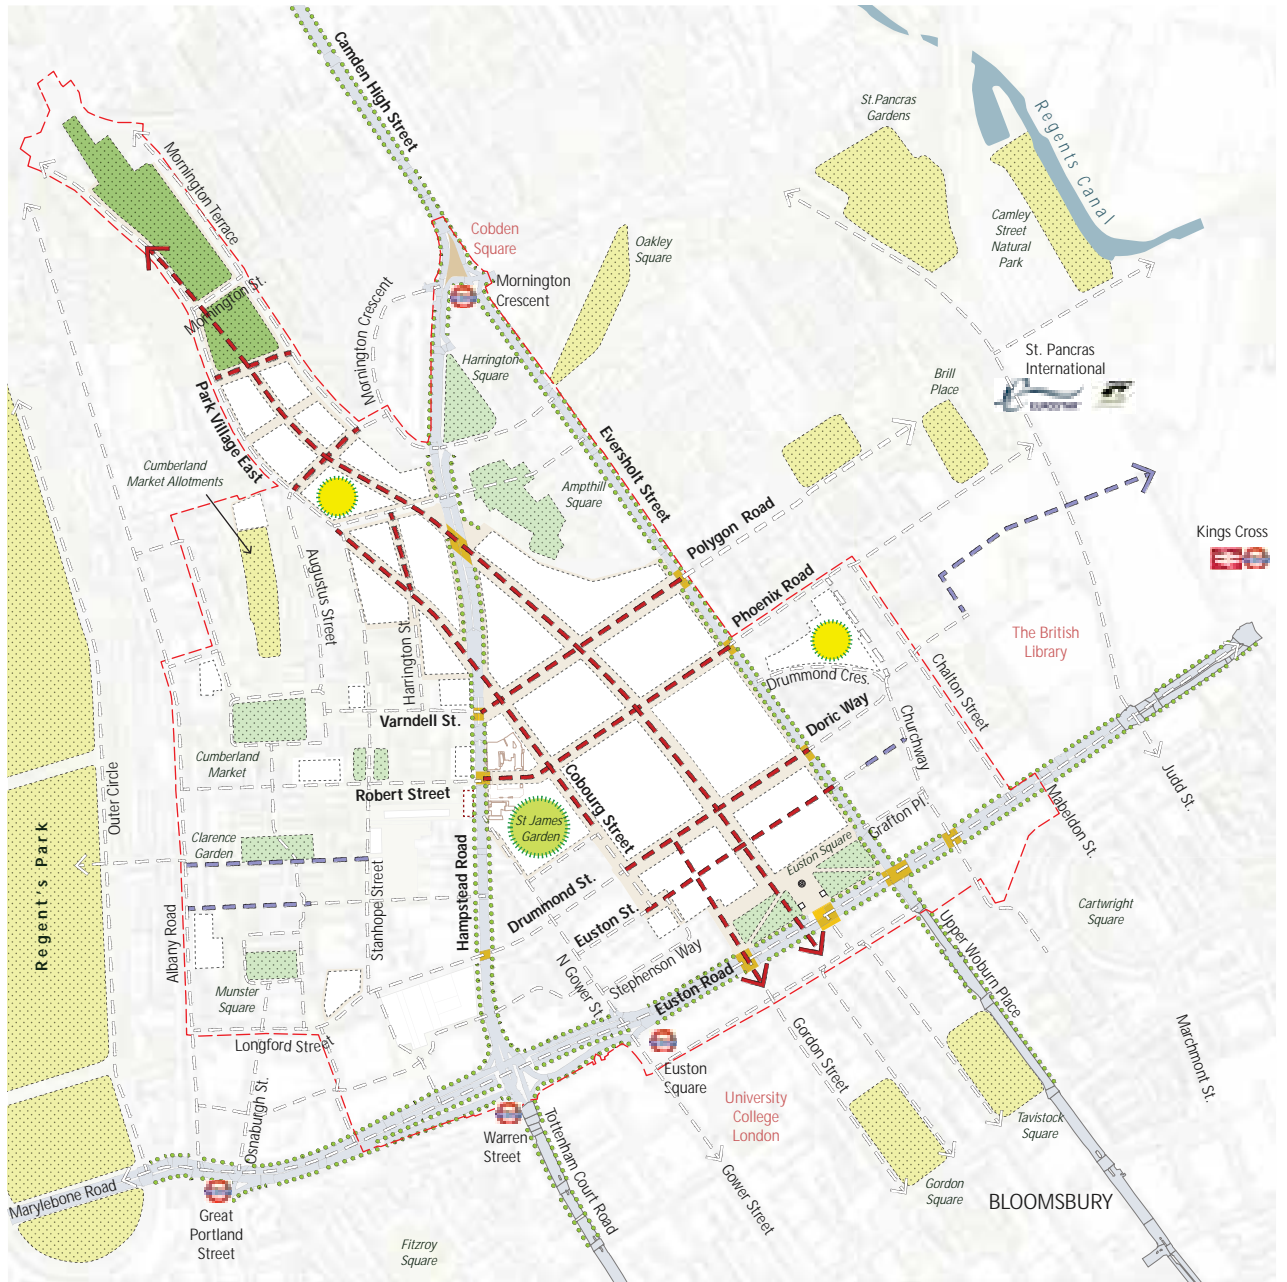 Camden High Street
St.Pancras
Gardens
Regents Canal
Mornington Terrace
Cobden
Square
Oakley
Square
Camley
Street
Natural
Park
Mornington
Crescent
Mornington St.
Mornington Crescent
Harrington
Square
St. Pancras
International
Brill
Place
Park Village East
Cumberland
Market Allotments
Eversholt Street
Ampthill
Square
Polygon Road
Kings Cross
Augustus Street
Phoenix Road
Harrington St.
The British
Library
Drummond Cres.
Chalton Street
Varndell St.
Doric Way
Churchway
Cumberland
Market
Outer Circle
Robert Street
Cobourg Street
Judd St.
Mabeldon St.
St James
Garden
Grafton Pl.
Clarence
Garden
Regent's Park
Euston Square
Hampstead Road
Stanhope Street
Drummond St.
Cartwright
Square
Albany Road
Euston St.
Upper Woburn Place
Stephenson Way
N Gower St.
Euston Road
Munster
Square
Longford Street
Gordon Street
Marchmont St.
Euston
Square
Osnaburgh St.
University
College
London
Tavistock
Square
Warren
Street
Tottenham Court Road
Gower Street
Gordon
Square
Marylebone Road
BLOOMSBURY
Great
Portland
Street
Fitzroy
Square